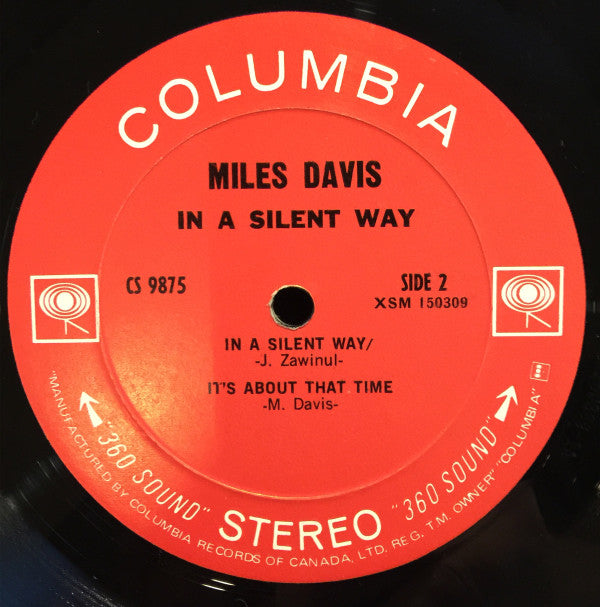 COLUMBIA
MILES DAVIS
IN A SILENT WAY
CS 9875
SIDE 2
XSM 150309
IN A SILENT WAY/
-J. Zawinul-
IT'S ABOUT THAT TIME
-M. Davis-
"360 SOUND" STEREO "360 SOUND"
"MANUFACTURED BY COLUMBIA RECORDS OF CANADA, LTD. REG. T.M. OWNER" "COLUMBIA"